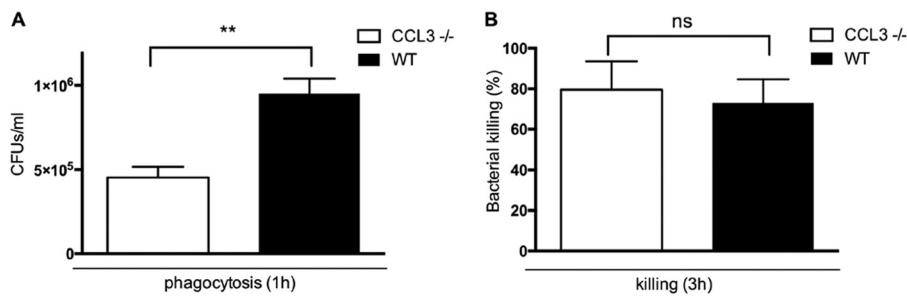 A
**
CCL3 -/-
WT
CFUs/ml
1×10⁶
5×10⁵
0
phagocytosis (1h)
B
ns
CCL3 -/-
WT
Bacterial killing (%)
100
80
60
40
20
0
killing (3h)